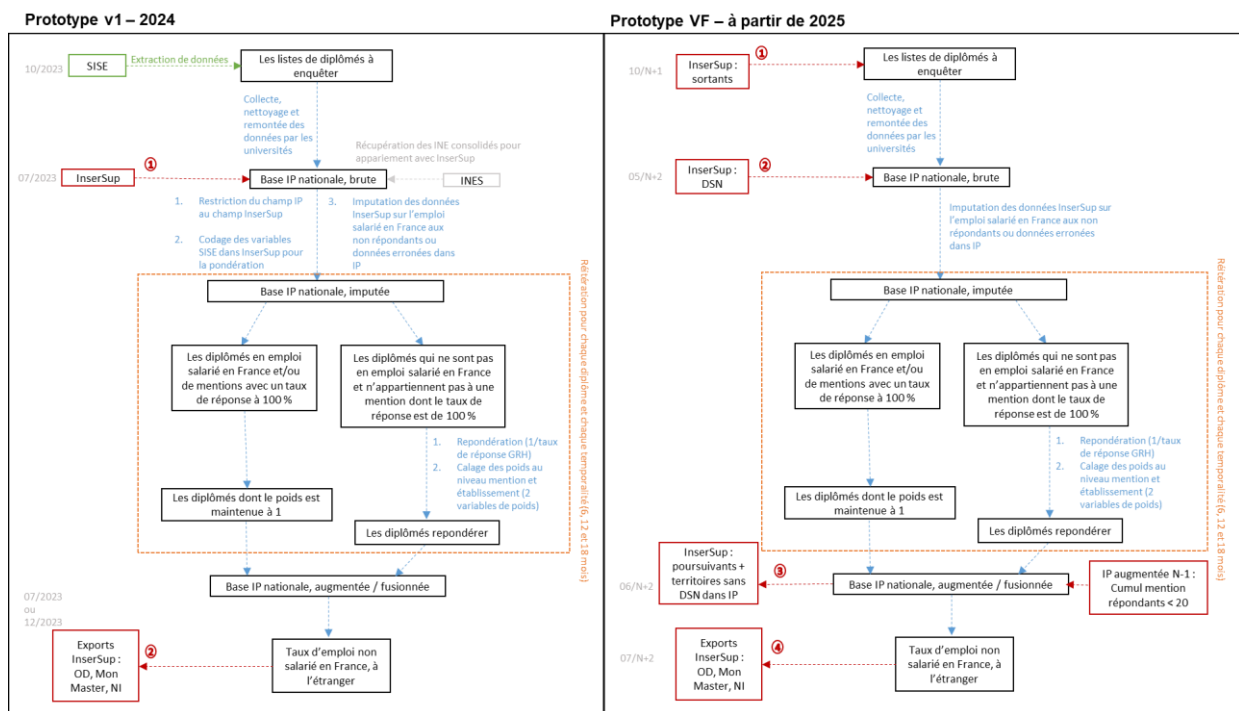 Prototype v1 – 2024
10/2023
SISE
Extraction de données
Les listes de diplômés à
enquêter
Collecte,
nettoyage et
remontée des
données par les
universités
Récupération des INE consolidés pour
appariement avec InserSup
07/2023
InserSup
①
Base IP nationale, brute
INES
1. Restriction du champ IP
au champ InserSup
2. Codage des variables
SISE dans InserSup pour
la pondération
3. Imputation des données
InserSup sur l'emploi
salarié en France aux
non répondants ou
données erronées dans
IP
Base IP nationale, imputée
Les diplômés en emploi
salarié en France et/ou
de mentions avec un taux
de réponse à 100 %
Les diplômés qui ne sont pas
en emploi salarié en France
et n'appartiennent pas à une
mention dont le taux de
réponse est de 100 %
1. Repondération (1/taux
de réponse GRH)
2. Calage des poids au
niveau mention et
établissement (2
variables de poids)
Les diplômés dont le poids est
maintenue à 1
Les diplômés repondérer
Réitération pour chaque diplôme et chaque temporalité (6, 12 et 18 mois)
Base IP nationale, augmentée / fusionnée
07/2023
ou
12/2023
Exports
InserSup :
OD, Mon
Master, NI
②
Taux d'emploi non
salarié en France, à
l'étranger
Prototype VF – à partir de 2025
10/N+1
InserSup :
sortants
①
Les listes de diplômés à
enquêter
Collecte,
nettoyage et
remontée des
données par les
universités
05/N+2
InserSup :
DSN
②
Base IP nationale, brute
Imputation des données InserSup sur
l'emploi salarié en France aux non
répondants ou données erronées
dans IP
Base IP nationale, imputée
Les diplômés en emploi
salarié en France et/ou
de mentions avec un taux
de réponse à 100 %
Les diplômés qui ne sont pas
en emploi salarié en France
et n'appartiennent pas à une
mention dont le taux de
réponse est de 100 %
1. Repondération (1/taux
de réponse GRH)
2. Calage des poids au
niveau mention et
établissement (2
variables de poids)
Les diplômés dont le poids est
maintenue à 1
Les diplômés repondérer
Réitération pour chaque diplôme et chaque temporalité (6, 12 et 18 mois)
06/N+2
InserSup :
poursuivants +
territoires sans
DSN dans IP
③
Base IP nationale, augmentée / fusionnée
IP augmentée N-1 :
Cumul mention
répondants < 20
07/N+2
Exports
InserSup :
OD, Mon
Master, NI
④
Taux d'emploi non
salarié en France, à
l'étranger